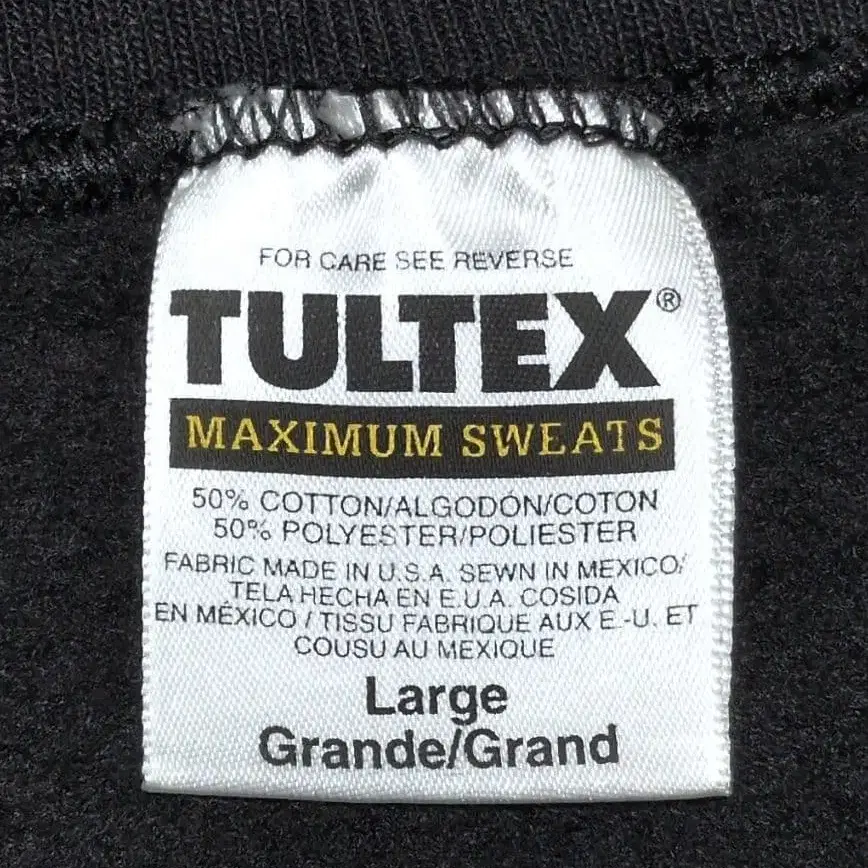 FOR CARE SEE REVERSE
TULTEX®
MAXIMUM SWEATS
50% COTTON/ALGODÓN/COTON
50% POLYESTER/POLIESTER
FABRIC MADE IN U.S.A. SEWN IN MEXICO/
TELA HECHA EN E.U.A. COSIDA
EN MÉXICO / TISSU FABRIQUE AUX E.-U. ET
COUSU AU MEXIQUE
Large
Grande/Grand